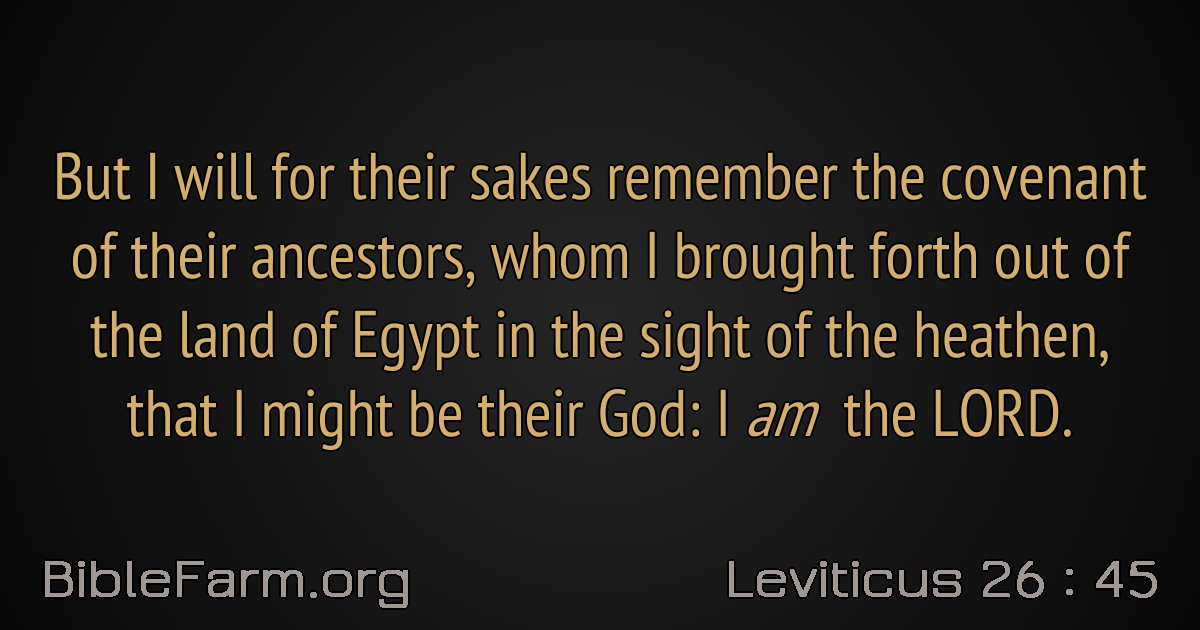 But I will for their sakes remember the covenant
of their ancestors, whom I brought forth out of
the land of Egypt in the sight of the heathen,
that I might be their God: I am the LORD.
BibleFarm.org
Leviticus 26 : 45